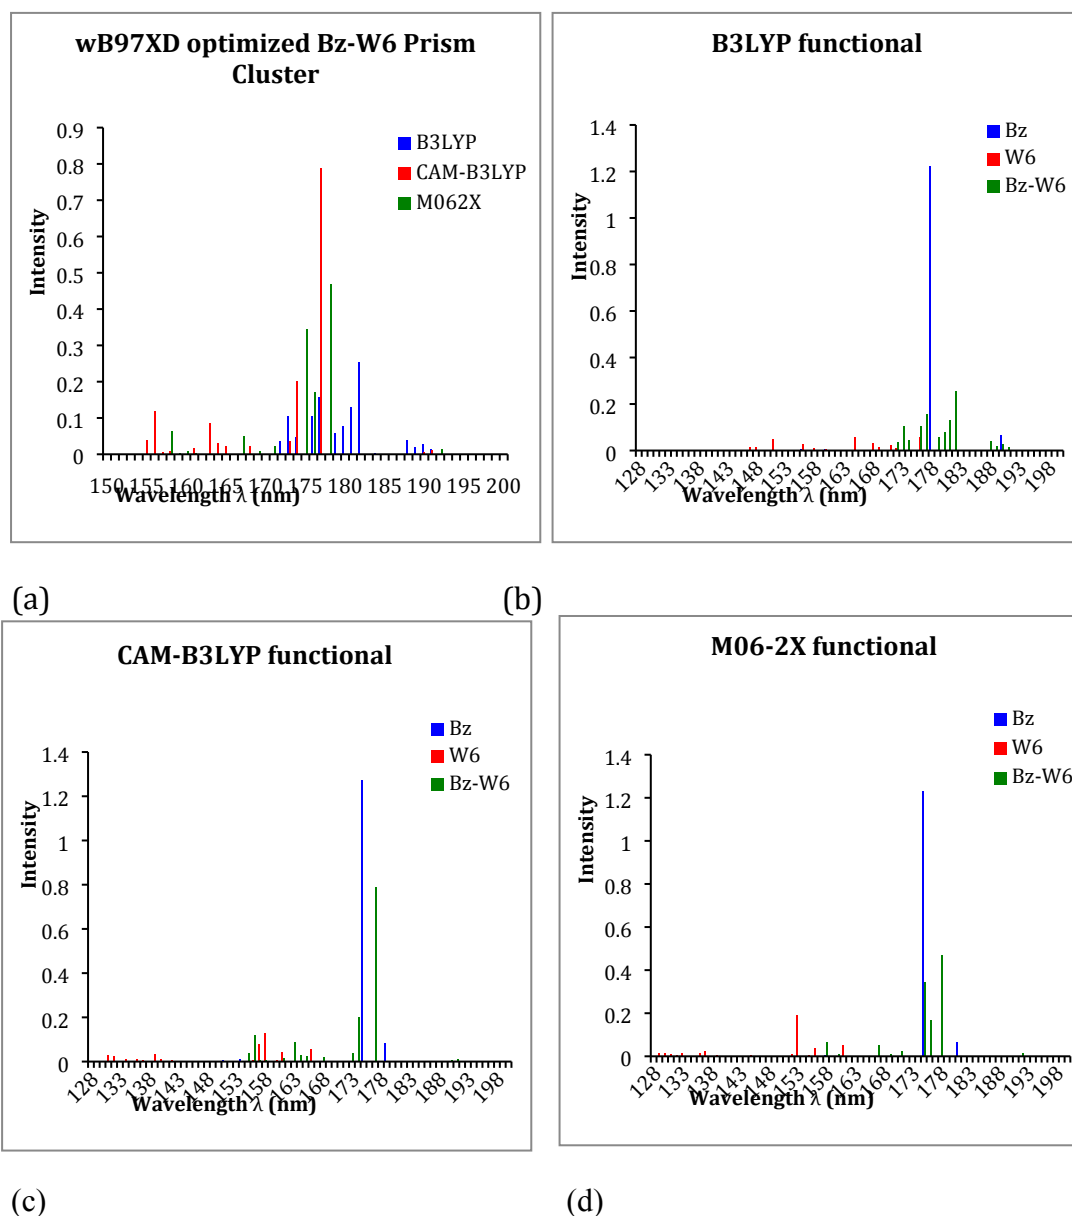 wB97XD optimized Bz-W6 Prism
Cluster
0.9
0.8
0.7
0.6
0.5
0.4
0.3
0.2
0.1
0
Intensity
B3LYP
CAM-B3LYP
M062X
150 155 160 165 170 175 180 185 190 195 200
Wavelength λ (nm)
(a)
B3LYP functional
1.4
1.2
1
0.8
0.6
0.4
0.2
0
Intensity
Bz
W6
Bz-W6
128 133 138 143 148 153 158 163 168 173 178 183 188 193 198
Wavelength λ (nm)
(b)
CAM-B3LYP functional
1.4
1.2
1
0.8
0.6
0.4
0.2
0
Intensity
Bz
W6
Bz-W6
128 133 138 143 148 153 158 163 168 173 178 183 188 193 198
Wavelength λ (nm)
(c)
M06-2X functional
1.4
1.2
1
0.8
0.6
0.4
0.2
0
Intensity
Bz
W6
Bz-W6
128 133 138 143 148 153 158 163 168 173 178 183 188 193 198
Wavelength λ (nm)
(d)